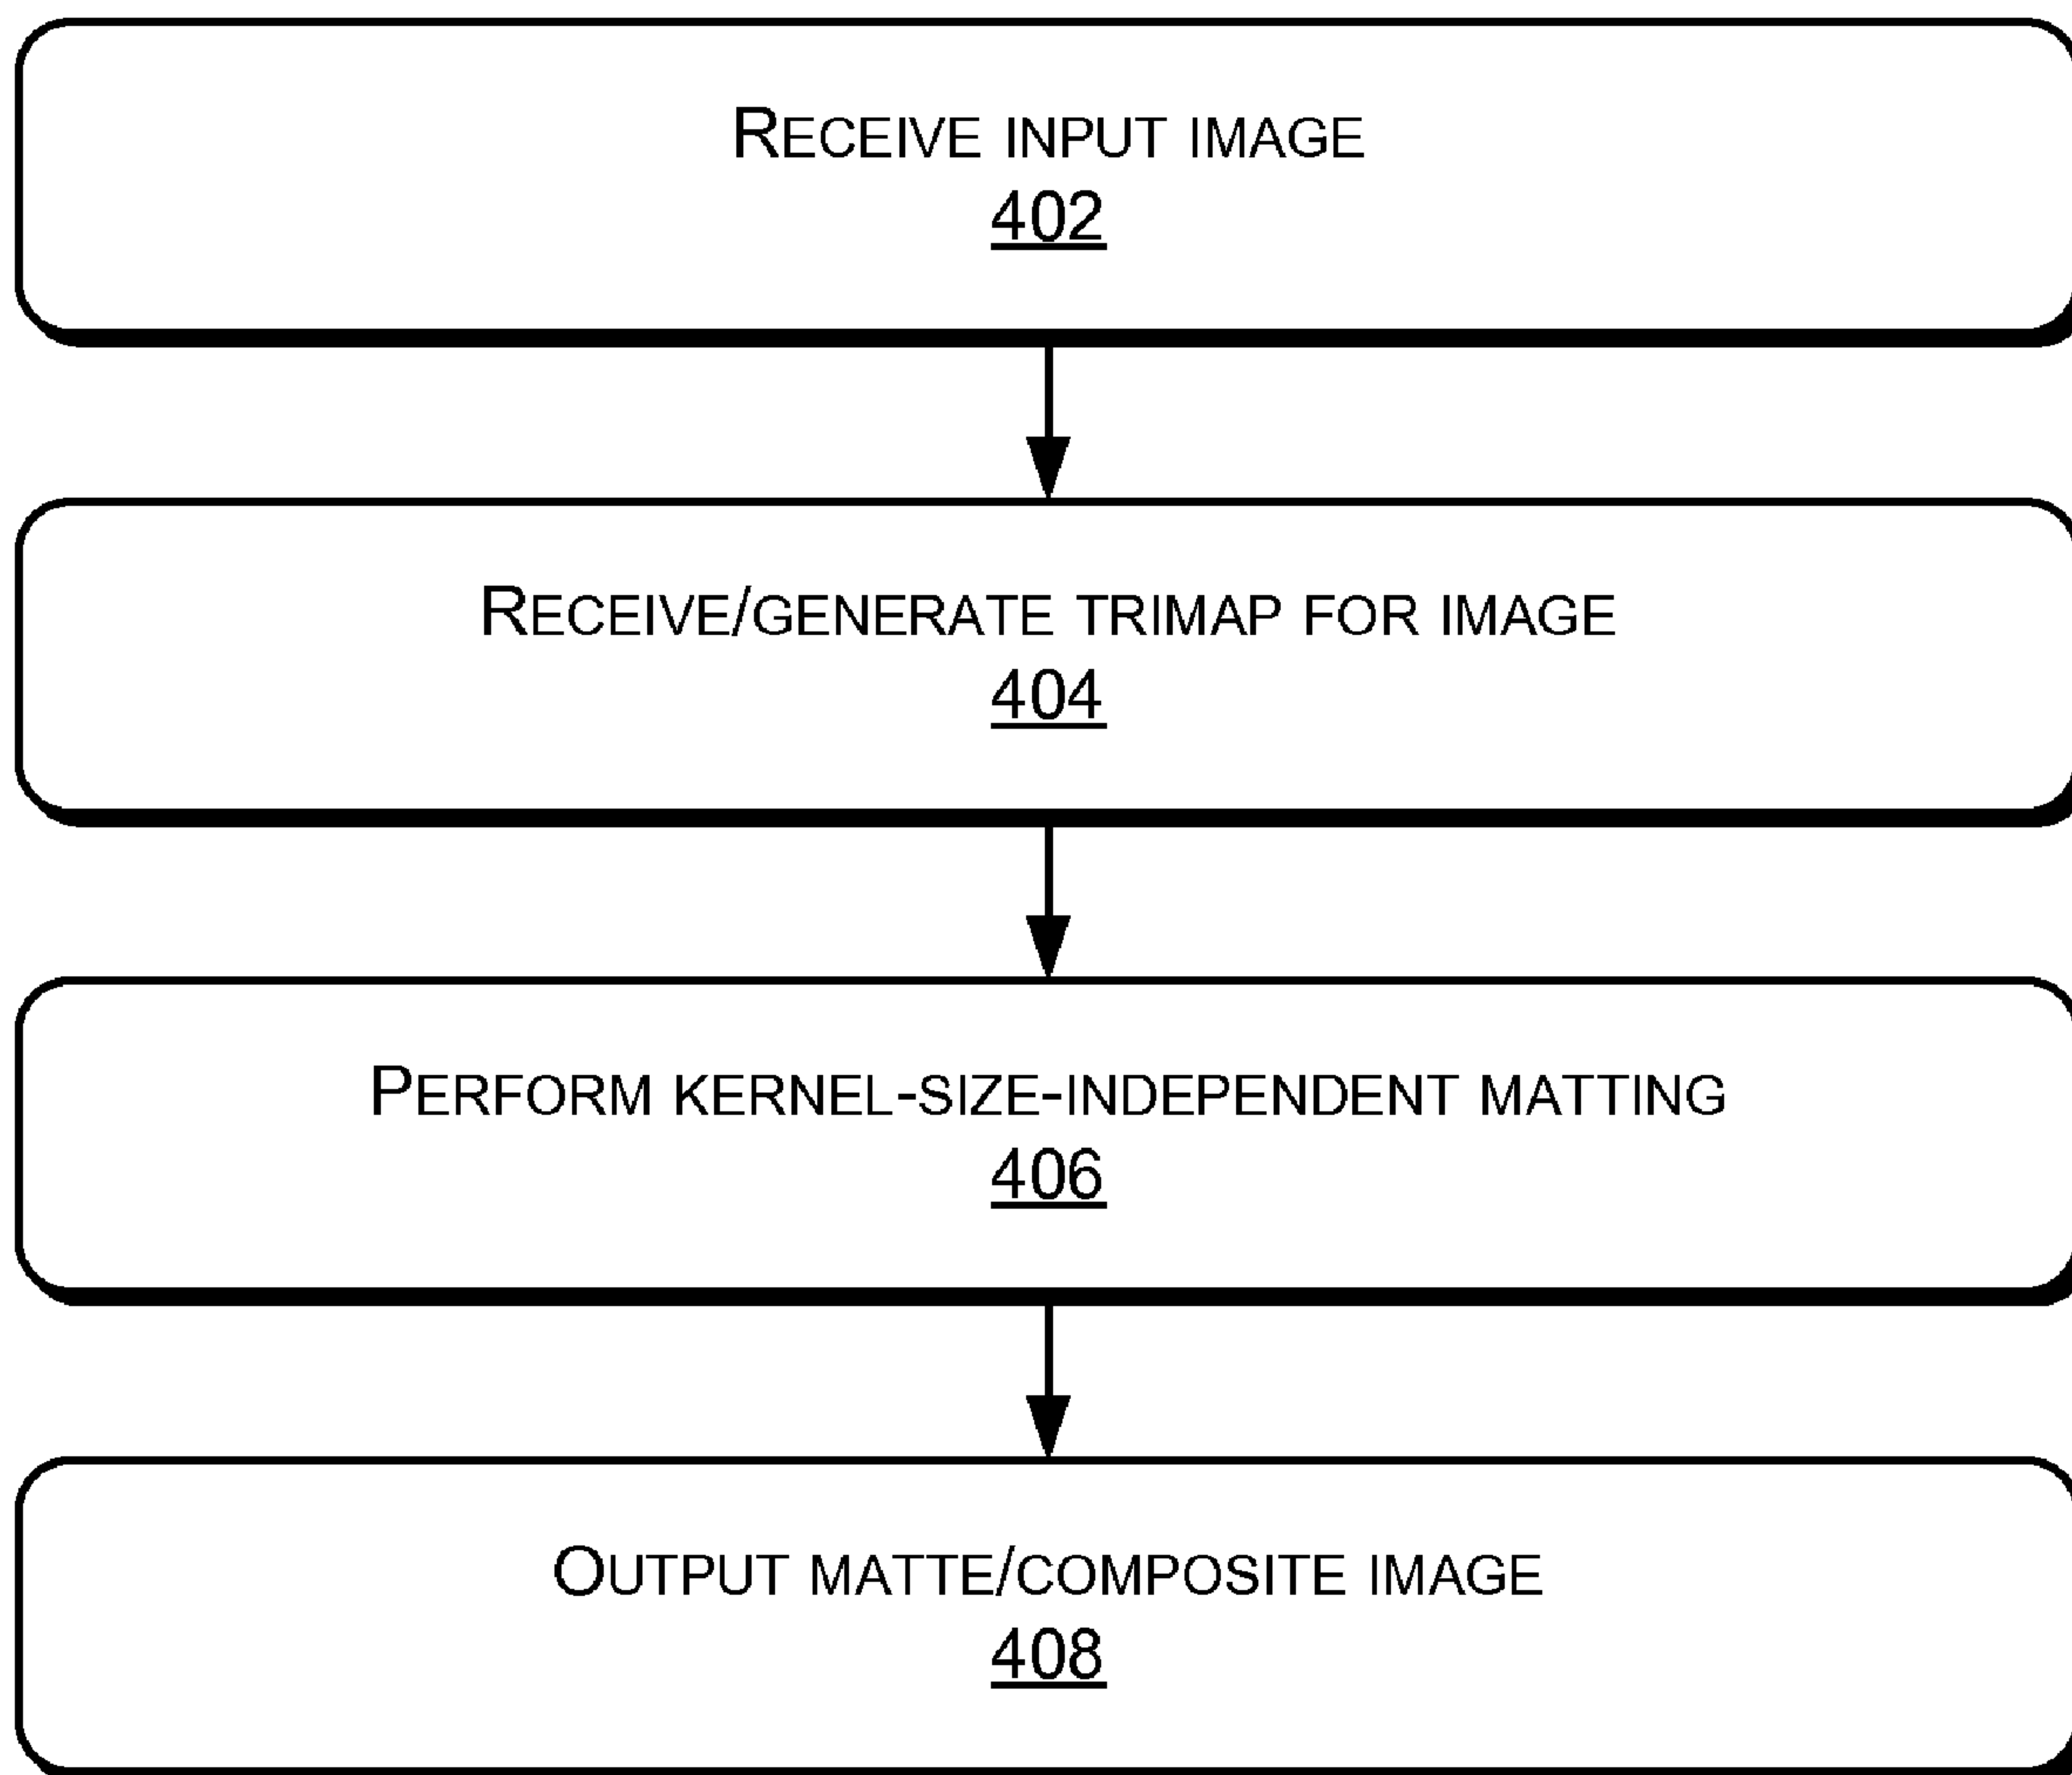 RECEIVE INPUT IMAGE
402
RECEIVE/GENERATE TRIMAP FOR IMAGE
404
PERFORM KERNEL-SIZE-INDEPENDENT MATTING
406
OUTPUT MATTE/COMPOSITE IMAGE
408